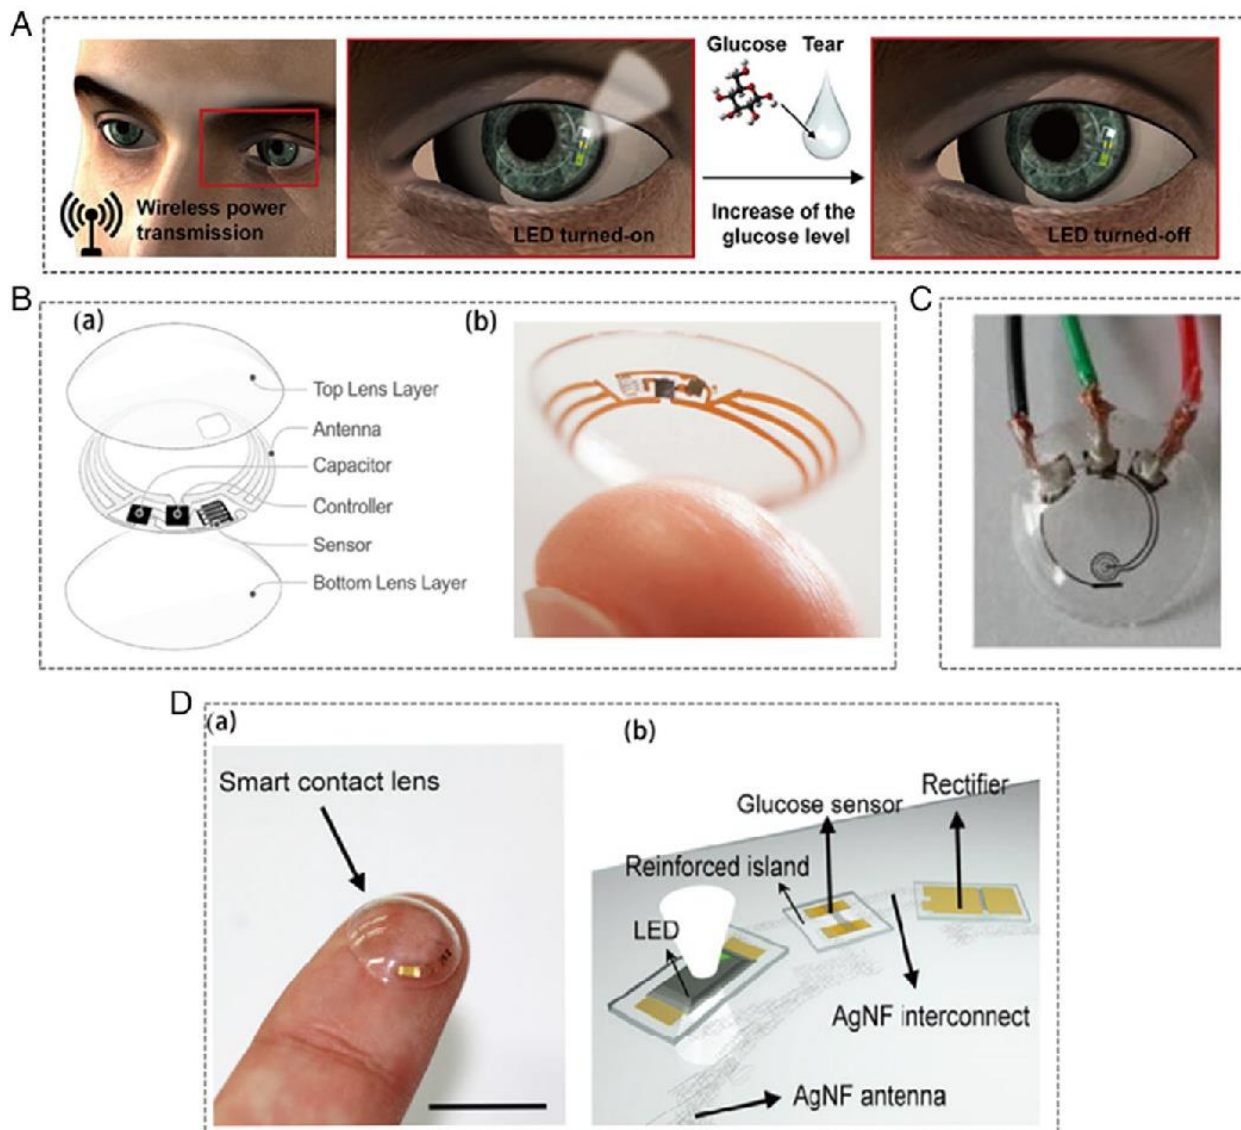 A
Wireless power
transmission
LED turned-on
Glucose Tear
Increase of the
glucose level
LED turned-off
B
(a)
Top Lens Layer
Antenna
Capacitor
Controller
Sensor
Bottom Lens Layer
(b)
C
D
(a)
Smart contact lens
(b)
Rectifier
Glucose sensor
Reinforced island
LED
AgNF interconnect
AgNF antenna